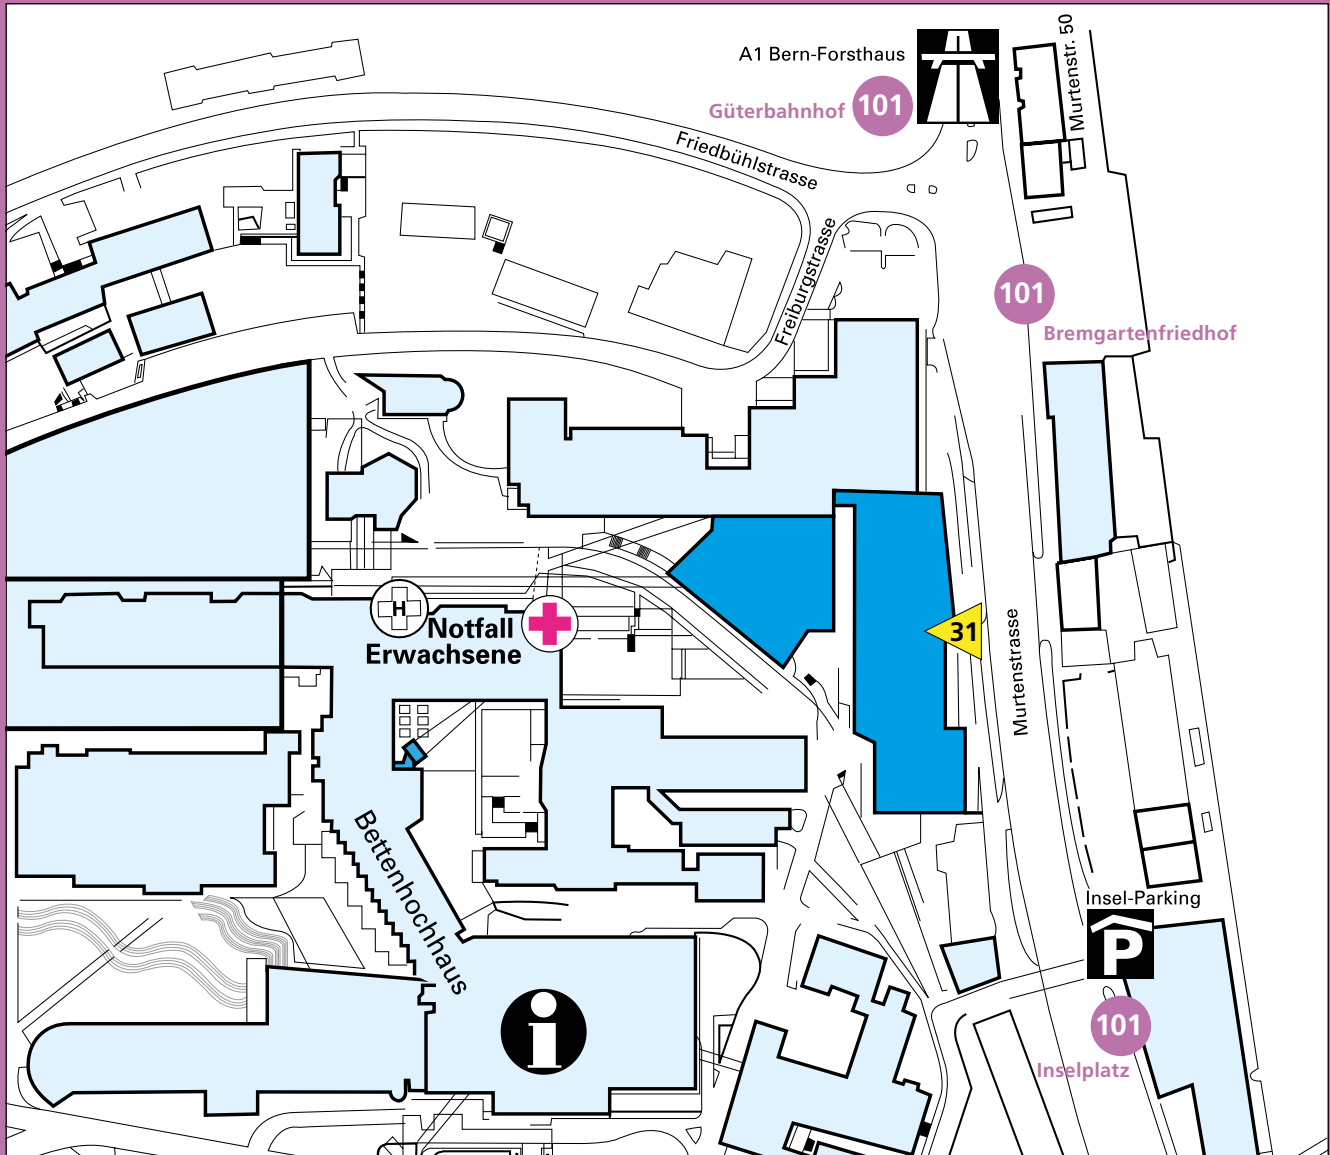 Murtenstr. 50
A1 Bern-Forsthaus
Güterbahnhof 101
Friedbühlstrasse
Freiburgstrasse
101
Bremgartenfriedhof
H
Notfall
Erwachsene
31
Murtenstrasse
Bettenhochhaus
Insel-Parking
P
i
101
Inselplatz